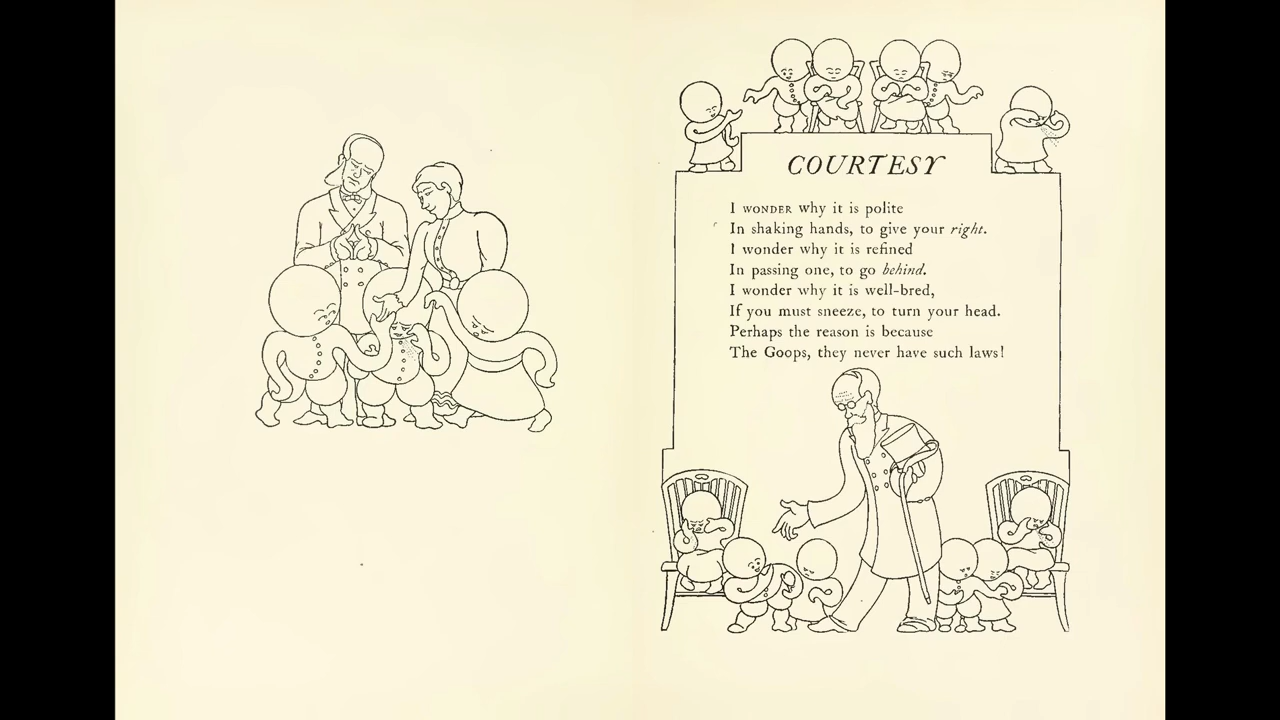 COURTESY
I WONDER why it is polite
In shaking hands, to give your right.
I wonder why it is refined
In passing one, to go behind.
I wonder why it is well-bred,
If you must sneeze, to turn your head.
Perhaps the reason is because
The Goops, they never have such laws!